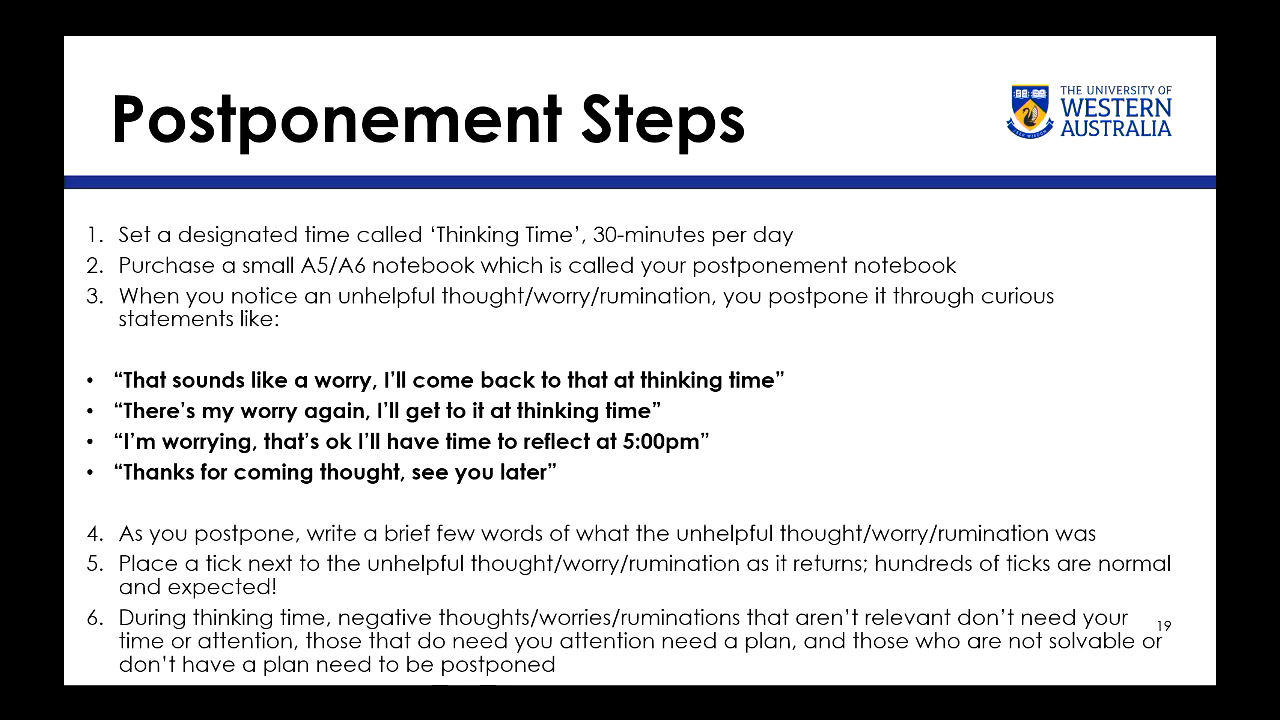 Postponement Steps
THE UNIVERSITY OF
WESTERN
AUSTRALIA
1. Set a designated time called ‘Thinking Time’, 30-minutes per day
2. Purchase a small A5/A6 notebook which is called your postponement notebook
3. When you notice an unhelpful thought/worry/rumination, you postpone it through curious
statements like:
• “That sounds like a worry, I’ll come back to that at thinking time”
• “There’s my worry again, I’ll get to it at thinking time”
• “I’m worrying, that’s ok I’ll have time to reflect at 5:00pm”
• “Thanks for coming thought, see you later”
4. As you postpone, write a brief few words of what the unhelpful thought/worry/rumination was
5. Place a tick next to the unhelpful thought/worry/rumination as it returns; hundreds of ticks are normal
and expected!
6. During thinking time, negative thoughts/worries/ruminations that aren’t relevant don’t need your
time or attention, those that do need you attention need a plan, and those who are not solvable or
don’t have a plan need to be postponed
19